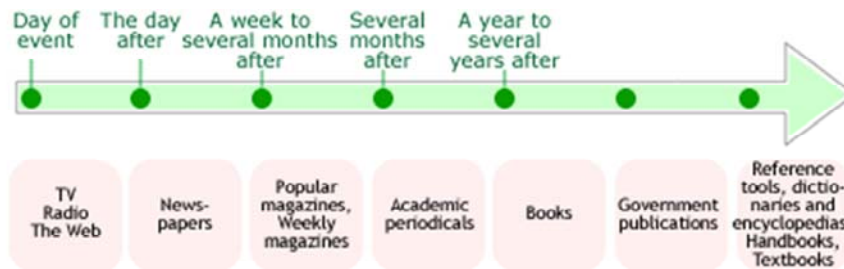 Day of
event
The day
after
A week to
several months
after
Several
months
after
A year to
several
years after
TV
Radio
The Web
News-
papers
Popular
magazines,
Weekly
magazines
Academic
periodicals
Books
Government
publications
Reference
tools, dictio-
naries and
encyclopedias
Handbooks,
Textbooks